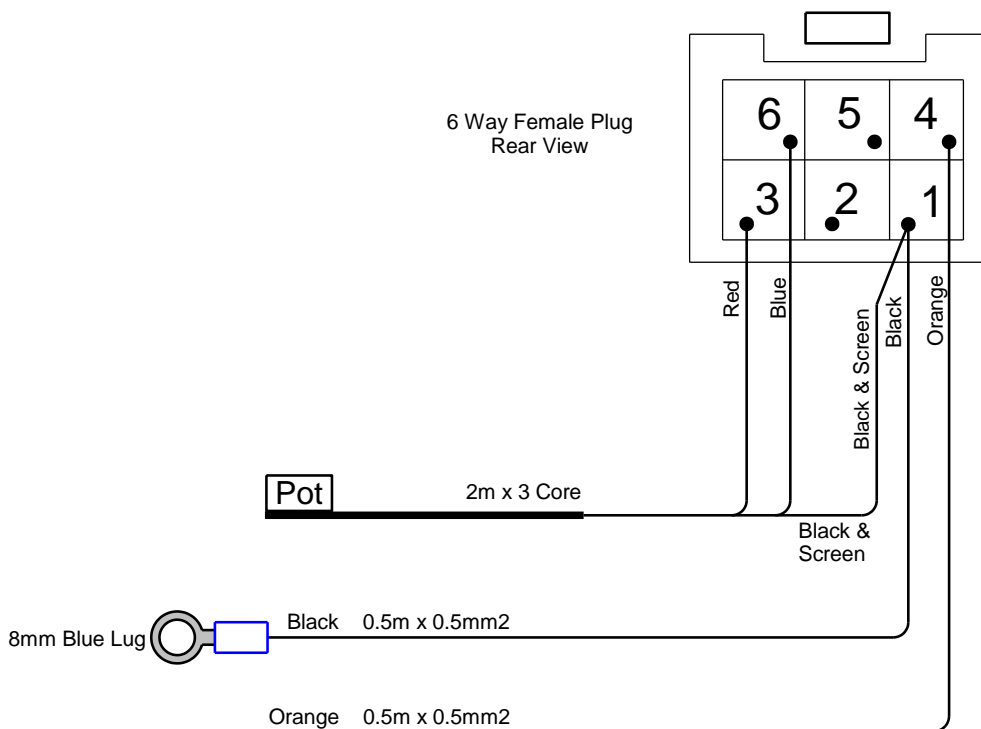 6 Way Female Plug
Rear View
6 5 4
3 2 1
Red
Blue
Black & Screen
Black
Orange
Pot
2m x 3 Core
Black &
Screen
8mm Blue Lug
Black 0.5m x 0.5mm2
Orange 0.5m x 0.5mm2